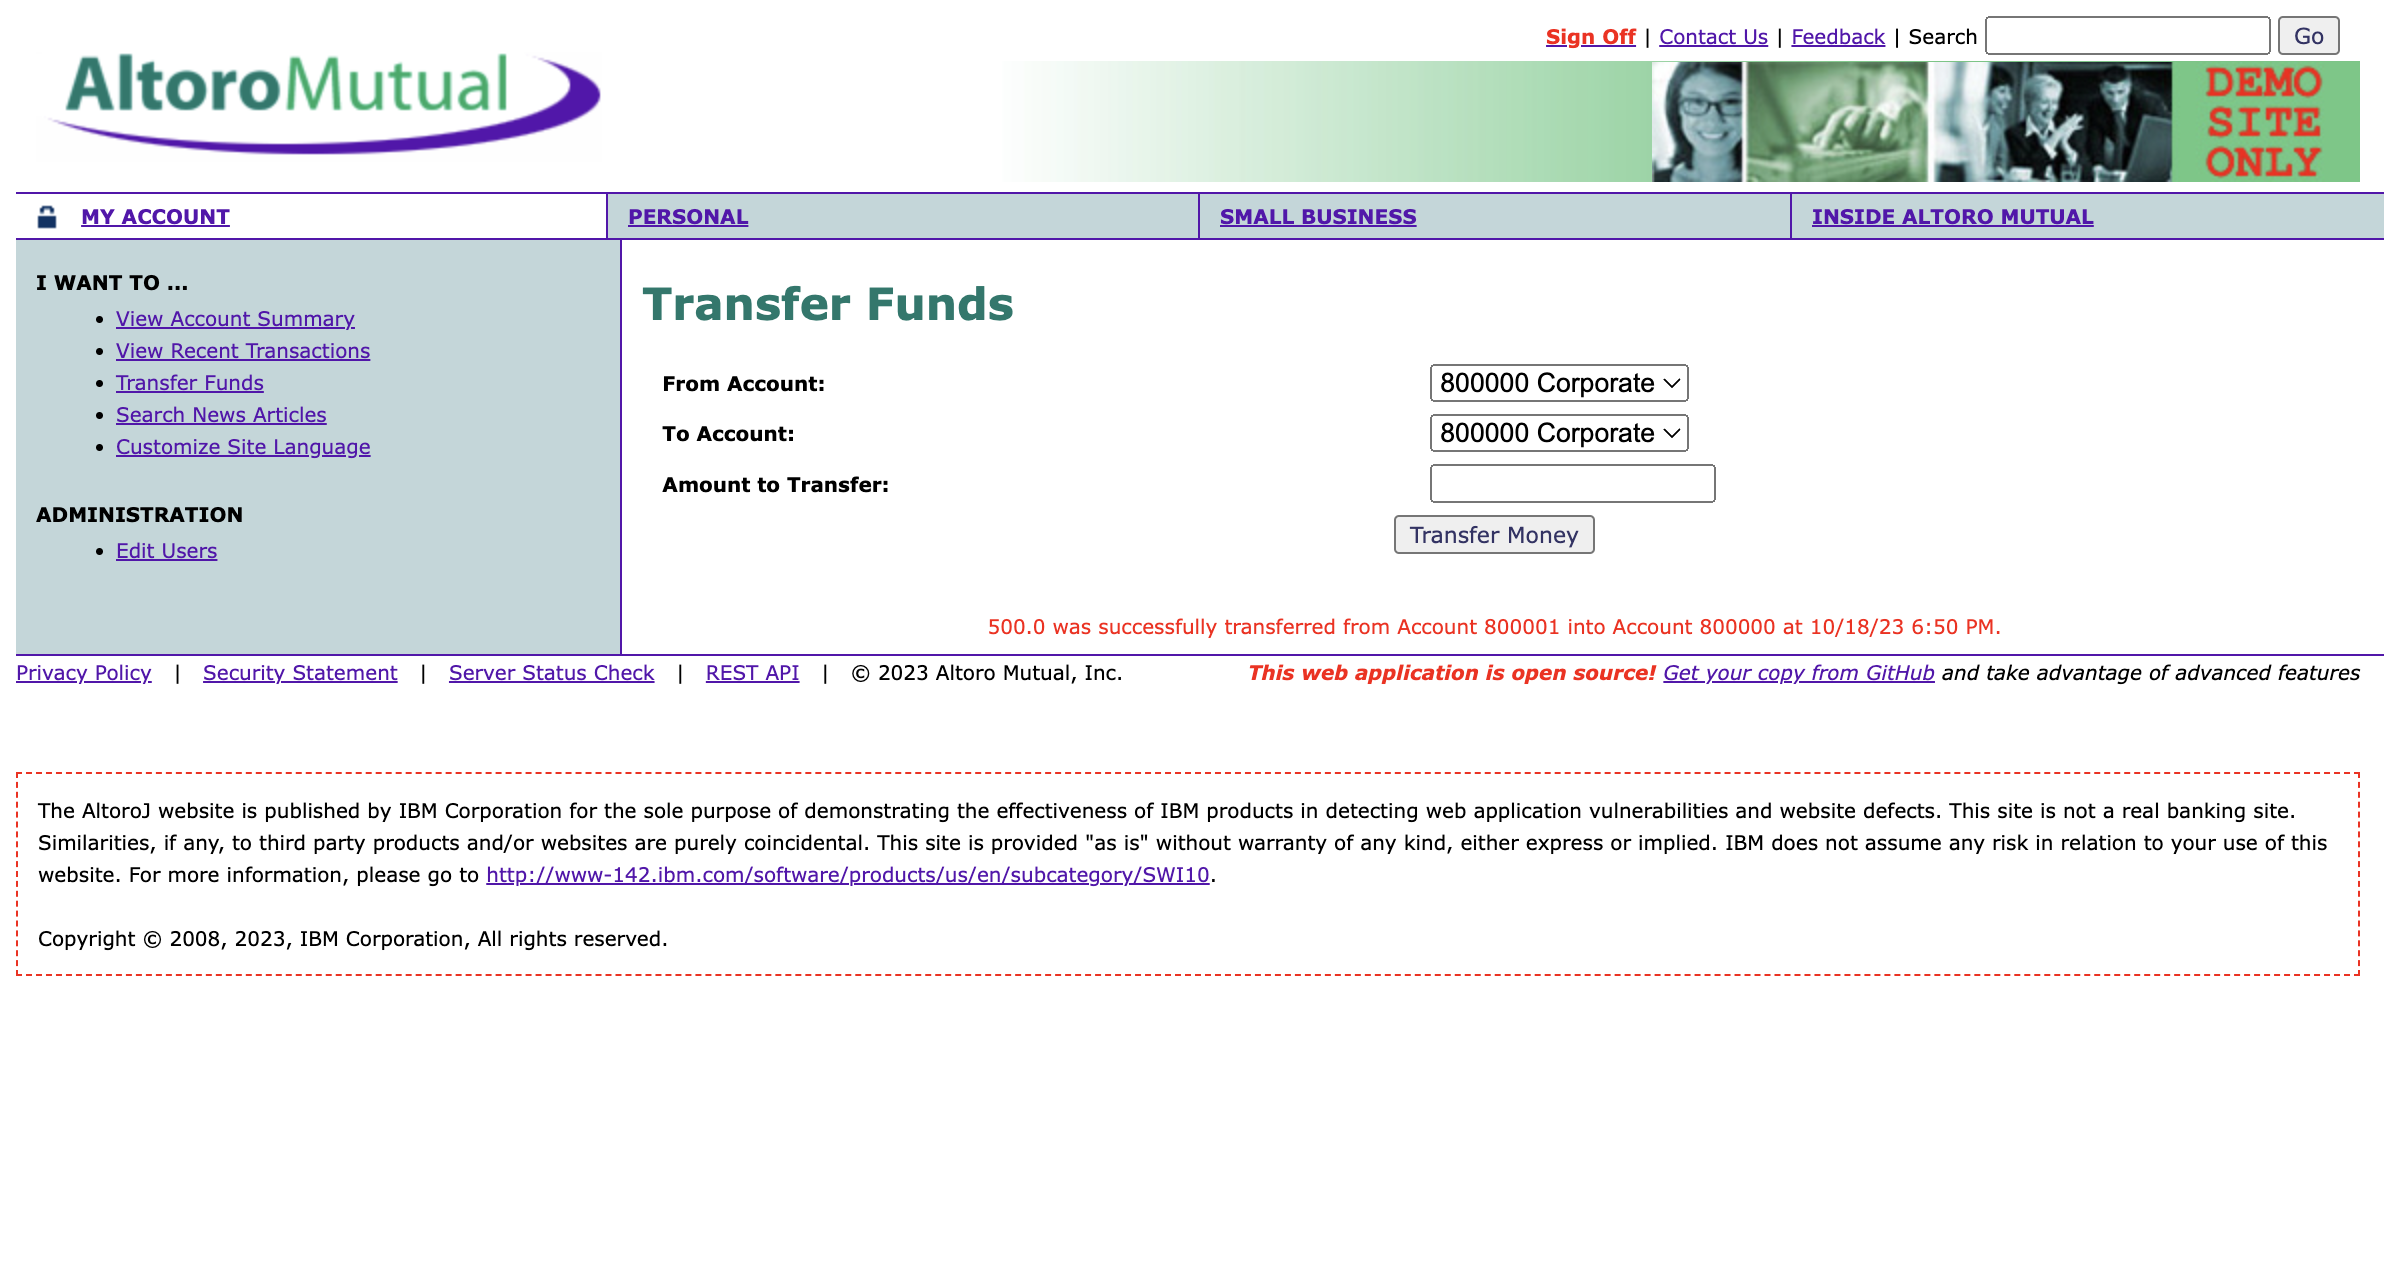 Sign Off | Contact Us | Feedback | Search Go
AltoroMutual
DEMO
SITE
ONLY
MY ACCOUNT
PERSONAL
SMALL BUSINESS
INSIDE ALTORO MUTUAL
I WANT TO ...
• View Account Summary
• View Recent Transactions
• Transfer Funds
• Search News Articles
• Customize Site Language
ADMINISTRATION
• Edit Users
Transfer Funds
From Account: 800000 Corporate
To Account: 800000 Corporate
Amount to Transfer:
Transfer Money
500.0 was successfully transferred from Account 800001 into Account 800000 at 10/18/23 6:50 PM.
Privacy Policy | Security Statement | Server Status Check | REST API | © 2023 Altoro Mutual, Inc. This web application is open source! Get your copy from GitHub and take advantage of advanced features
The AltoroJ website is published by IBM Corporation for the sole purpose of demonstrating the effectiveness of IBM products in detecting web application vulnerabilities and website defects. This site is not a real banking site.
Similarities, if any, to third party products and/or websites are purely coincidental. This site is provided "as is" without warranty of any kind, either express or implied. IBM does not assume any risk in relation to your use of this
website. For more information, please go to http://www-142.ibm.com/software/products/us/en/subcategory/SWI10.
Copyright © 2008, 2023, IBM Corporation, All rights reserved.